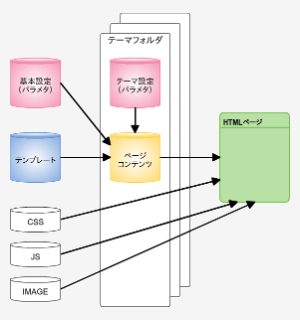 テーマフォルダ
基本設定
(パラメタ)
テーマ設定
(パラメタ)
HTMLページ
テンプレート
ページ
コンテンツ
CSS
JS
IMAGE